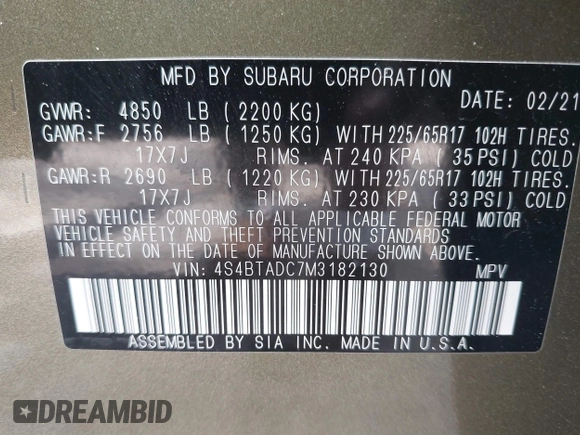 MFD BY SUBARU CORPORATION
DATE: 02/21
GVWR: 4850 LB (2200 KG)
GAWR:F 2756 LB (1250 KG) WITH 225/65R17 102H TIRES.
17X7J RIMS. AT 240 KPA (35 PSI) COLD
GAWR:R 2690 LB (1220 KG) WITH 225/65R17 102H TIRES.
17X7J RIMS. AT 230 KPA (33 PSI) COLD
THIS VEHICLE CONFORMS TO ALL APPLICABLE FEDERAL MOTOR
VEHICLE SAFETY AND THEFT PREVENTION STANDARDS
IN EFFECT ON THE DATE OF MANUFACTURE SHOWN ABOVE.
VIN: 4S4BTADC7M3182130 MPV
ASSEMBLED BY SIA INC. MADE IN U.S.A.
DREAMBID